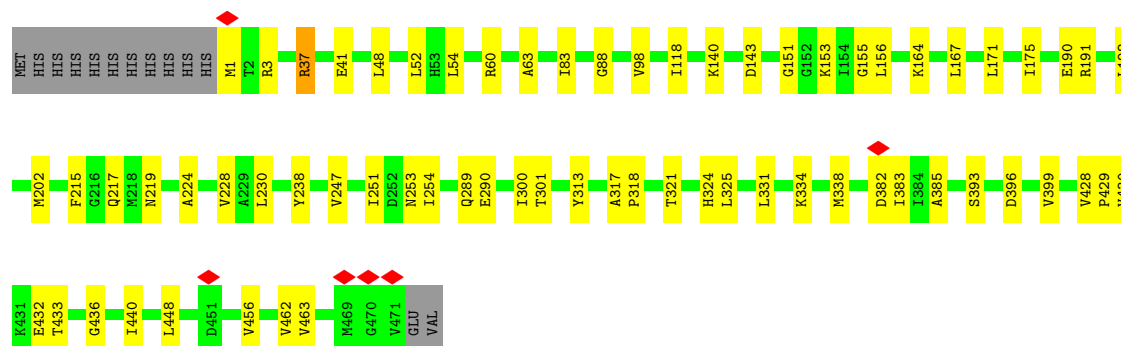 MET HIS HIS HIS HIS HIS HIS HIS HIS HIS M1 T2 R3 R37 E41 L48 L52 H53 L54 R60 A63 I83 G88 V98 I118 K140 D143 G151 G152 K153 I154 G155 L156 K164 L167 L171 I175 E190 R191
M202 F215 G216 Q217 M218 N219 A224 V228 A229 L230 Y238 V247 I251 D252 N253 I254 Q289 E290 I300 T301 Y313 A317 P318 T321 H324 L325 L331 K334 M338 D382 I383 I384 A385 S393 D396 V399 V428 P429
K431 E432 T433 G436 I440 L448 D451 V456 V462 V463 M469 G470 V471 GLU VAL